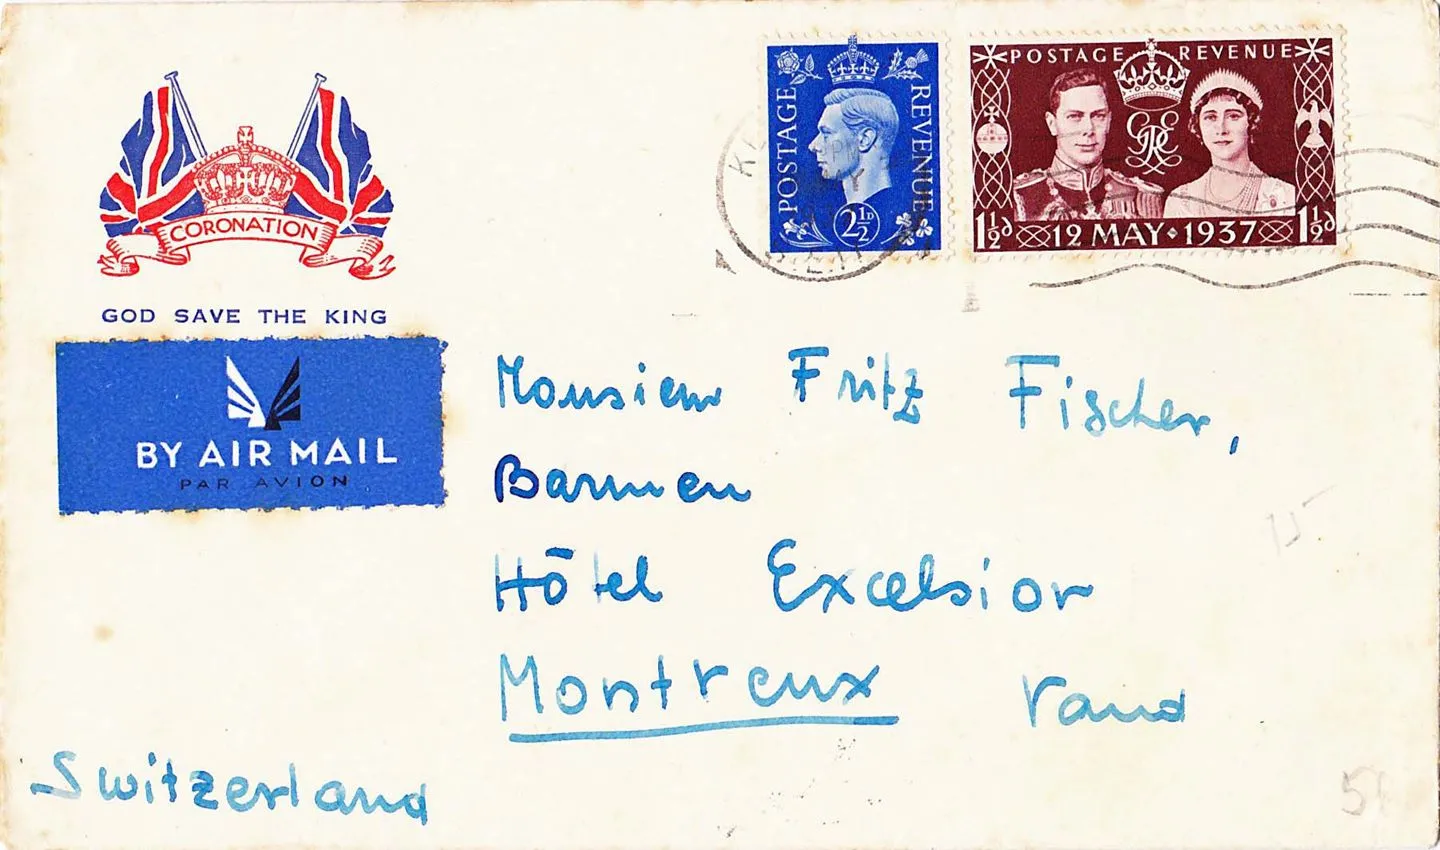 CORONATION
GOD SAVE THE KING
BY AIR MAIL
PAR AVION
POSTAGE REVENUE
2½D
POSTAGE REVENUE
GRE
1½d 12 MAY 1937 1½d
Monsieur Fritz Fischer,
Barmen
Hôtel Excelsior
Montreux Vaud
Switzerland